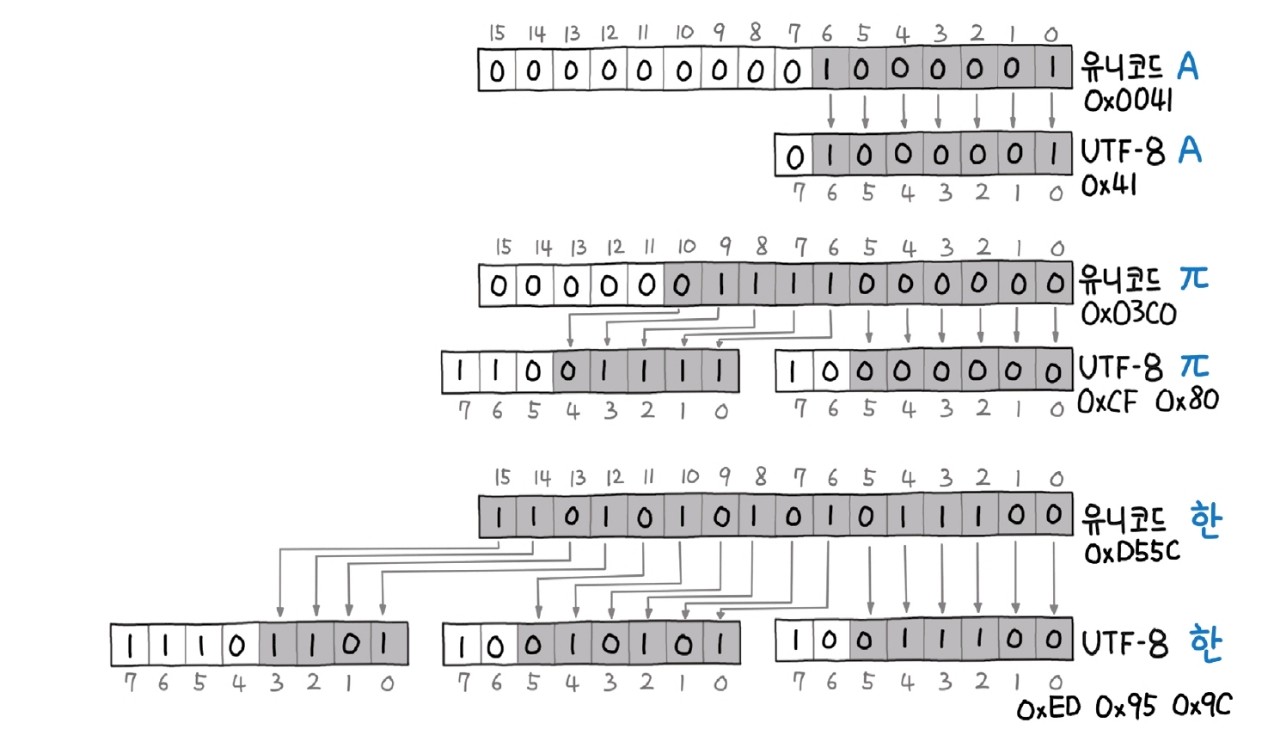 15 14 13 12 11 10 9 8 7 6 5 4 3 2 1 0
0 0 0 0 0 0 0 0 0 1 0 0 0 0 0 1 유니코드 A
0x0041
0 1 0 0 0 0 0 1 UTF-8 A
7 6 5 4 3 2 1 0 0x41
15 14 13 12 11 10 9 8 7 6 5 4 3 2 1 0
0 0 0 0 0 0 1 1 1 1 0 0 0 0 0 0 유니코드 π
0x03C0
1 1 0 0 1 1 1 1 1 0 0 0 0 0 0 0 UTF-8 π
7 6 5 4 3 2 1 0 7 6 5 4 3 2 1 0 0xCF 0x80
15 14 13 12 11 10 9 8 7 6 5 4 3 2 1 0
1 1 0 1 0 1 0 1 0 1 0 1 1 1 0 0 유니코드 한
0xD55C
1 1 1 0 1 1 0 1 1 0 0 1 0 1 0 1 1 0 0 1 1 1 0 0 UTF-8 한
7 6 5 4 3 2 1 0 7 6 5 4 3 2 1 0 7 6 5 4 3 2 1 0
0xED 0x95 0x9C